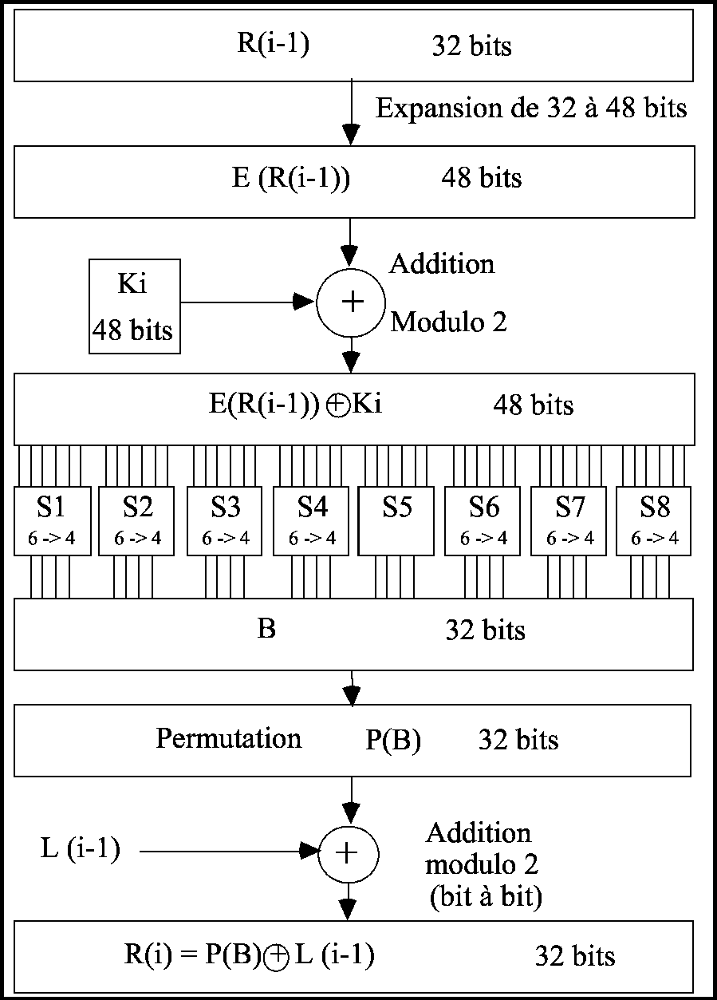 R(i-1) 32 bits
Expansion de 32 à 48 bits
E (R(i-1)) 48 bits
Addition
Ki
+
48 bits
Modulo 2
E(R(i-1)) ⊕ Ki 48 bits
S1 S2 S3 S4 S5 S6 S7 S8
6 -> 4 6 -> 4 6 -> 4 6 -> 4 6 -> 4 6 -> 4 6 -> 4
B 32 bits
Permutation P(B) 32 bits
Addition
L (i-1) +
modulo 2
(bit à bit)
R(i) = P(B) ⊕ L (i-1) 32 bits